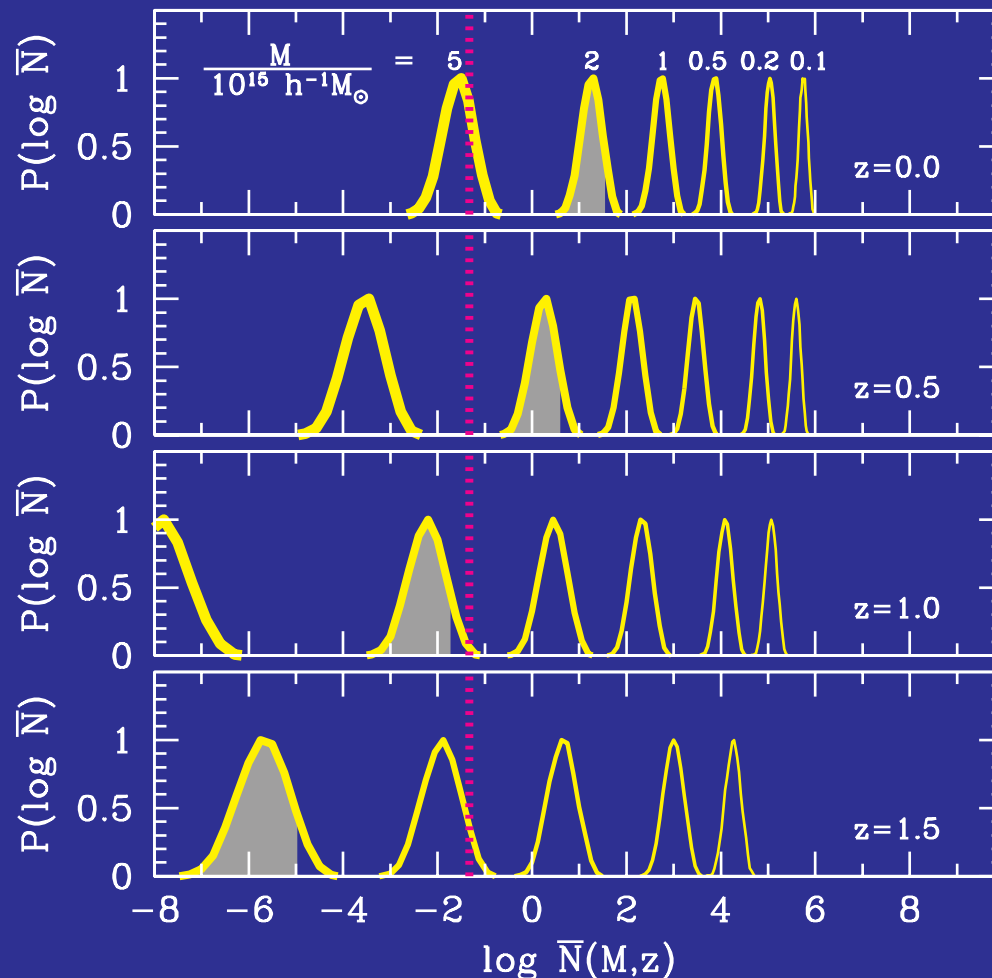 M/10¹⁵ h⁻¹M☉ = 5 2 1 0.5 0.2 0.1
P(log N̅)
1
0.5
0
z=0.0
P(log N̅)
1
0.5
0
z=0.5
P(log N̅)
1
0.5
0
z=1.0
P(log N̅)
1
0.5
0
z=1.5
−8 −6 −4 −2 0 2 4 6 8
log N̅(M,z)